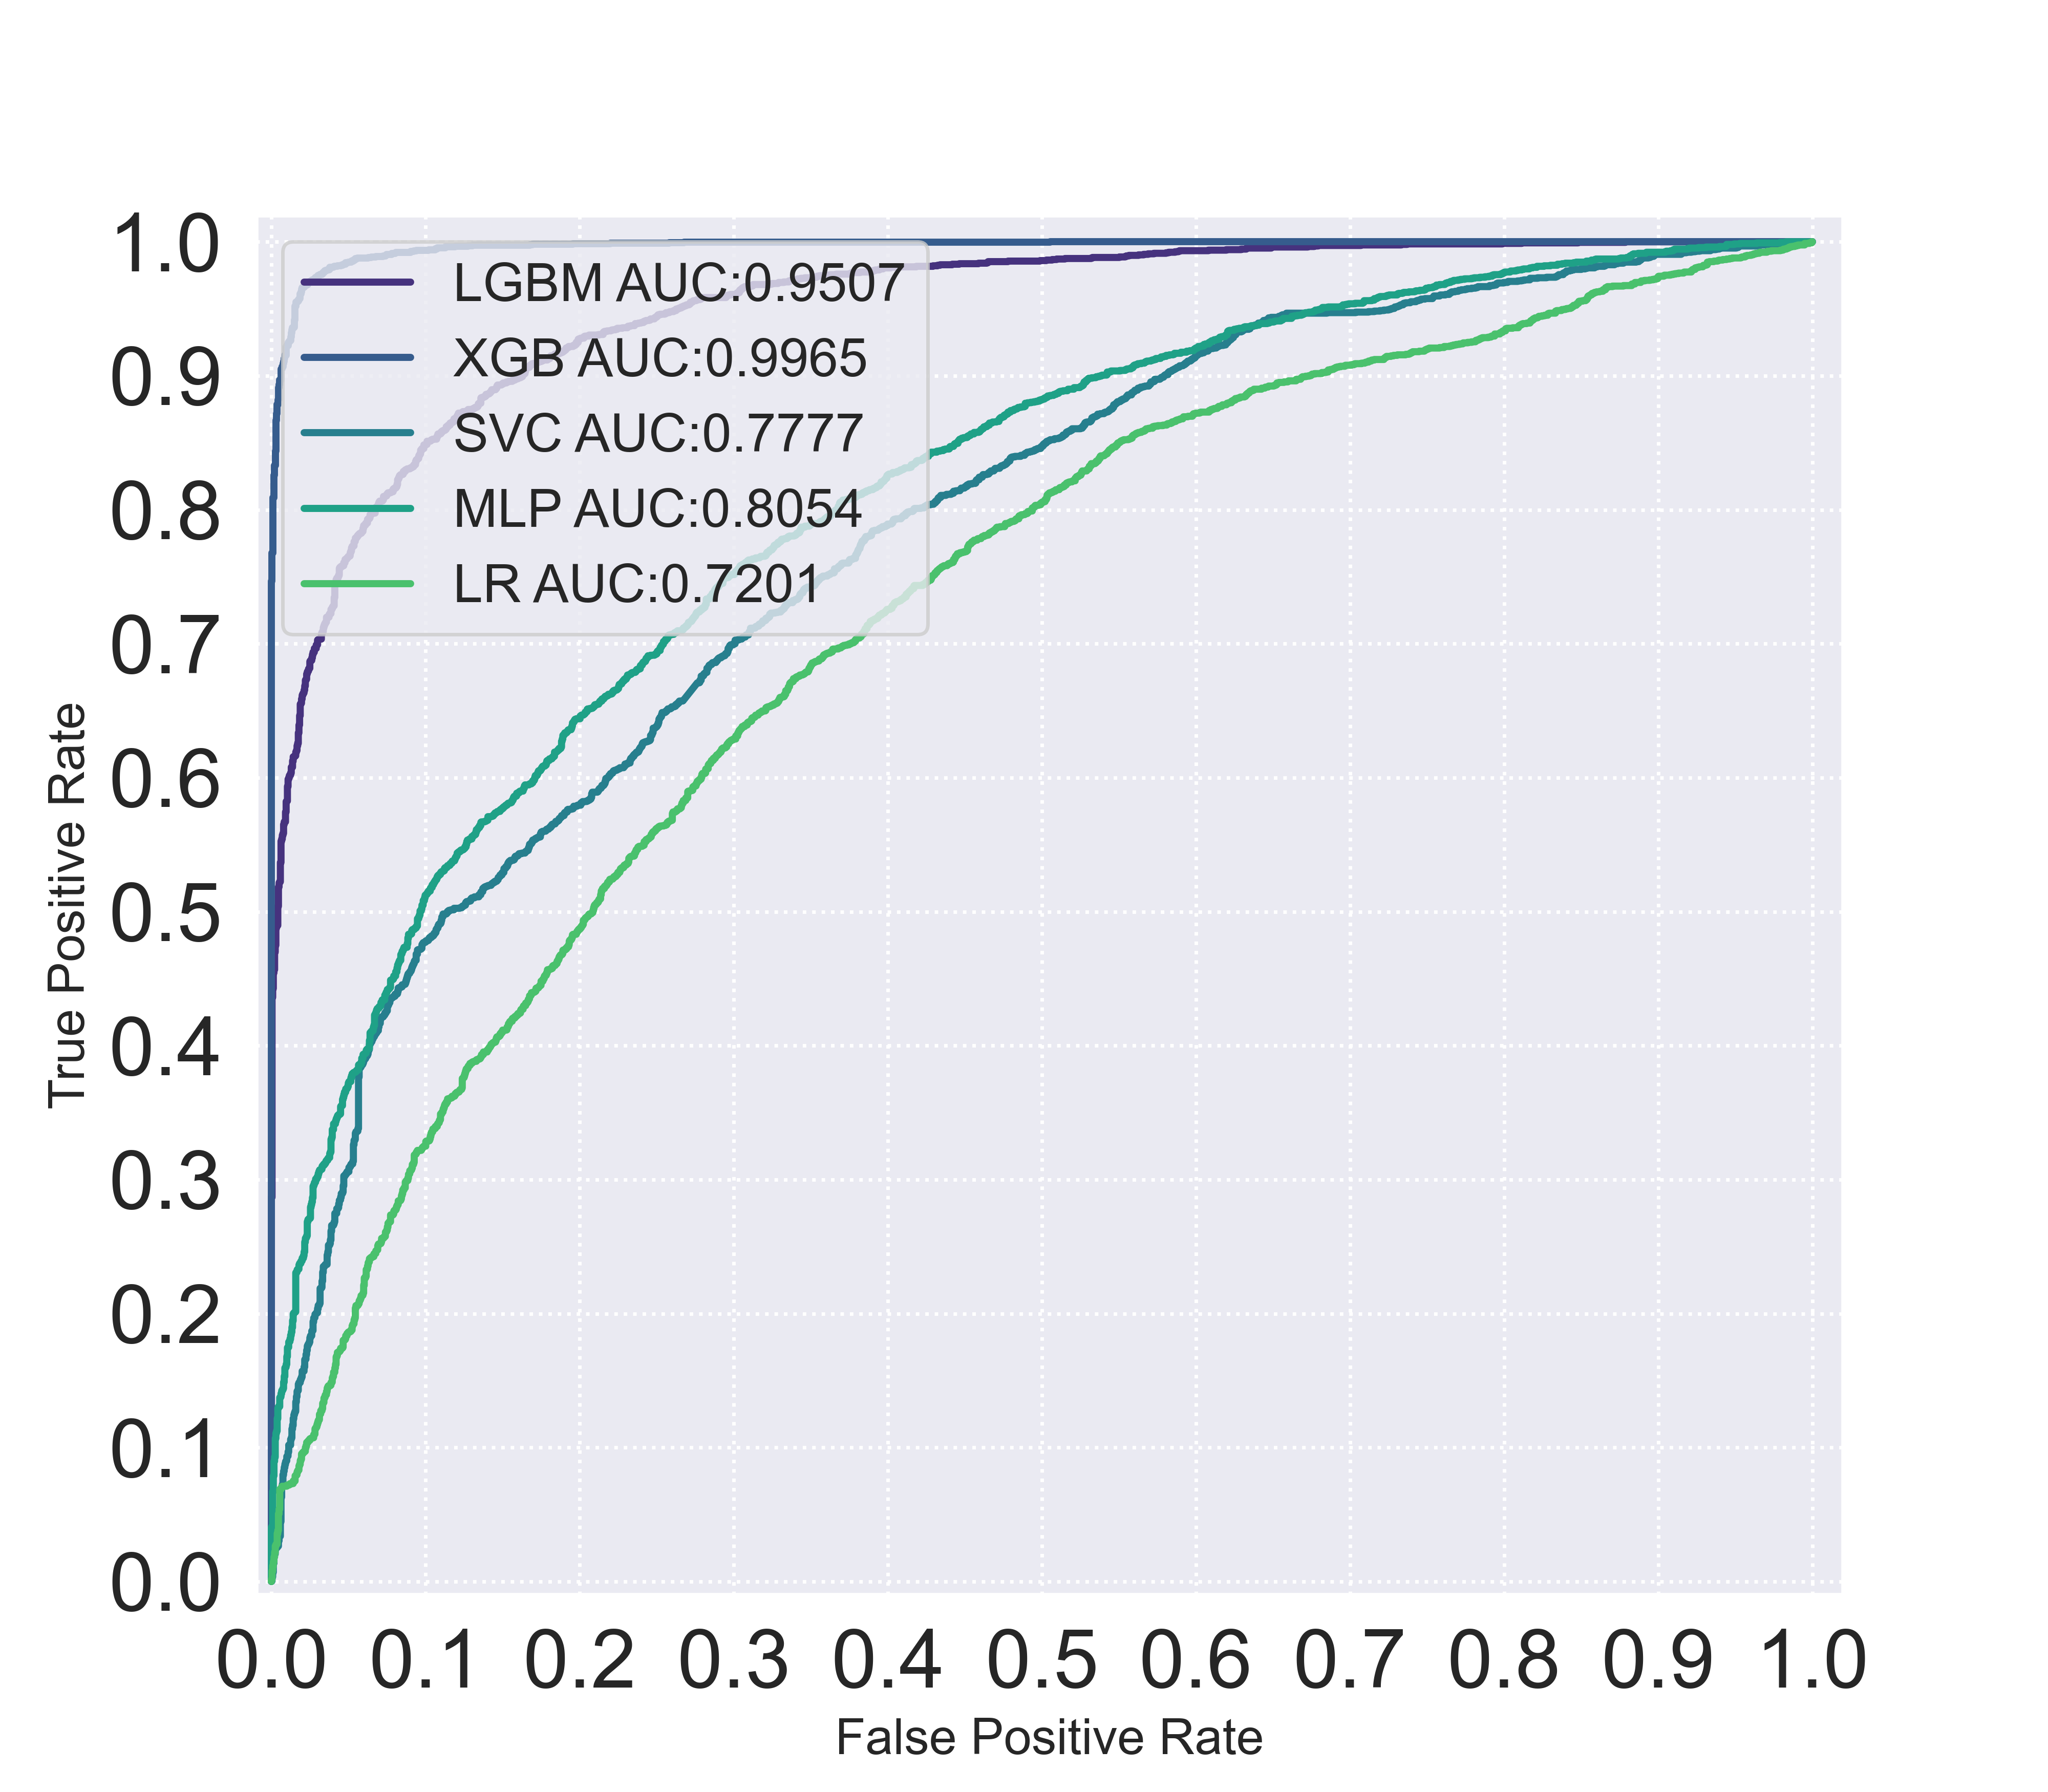 1.0
0.9
0.8
0.7
0.6
0.5
0.4
0.3
0.2
0.1
0.0
True Positive Rate
LGBM AUC:0.9507
XGB AUC:0.9965
SVC AUC:0.7777
MLP AUC:0.8054
LR AUC:0.7201
0.0 0.1 0.2 0.3 0.4 0.5 0.6 0.7 0.8 0.9 1.0
False Positive Rate